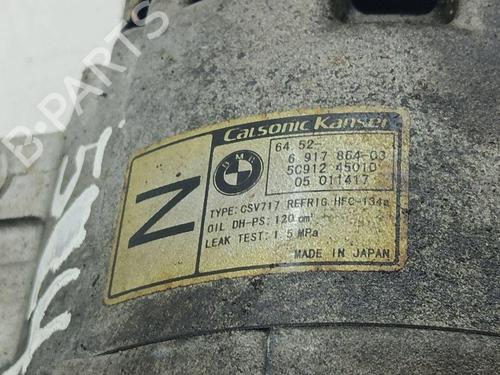 B-PARTS
Calsonic Kansei
BMW
64 52-
6 917 864-03
5C912 45010
05 011417
Z
TYPE: CSV717 REFRIG HFC-134a
OIL DH-PS: 120 cm³
LEAK TEST: 1.5 MPa
MADE IN JAPAN